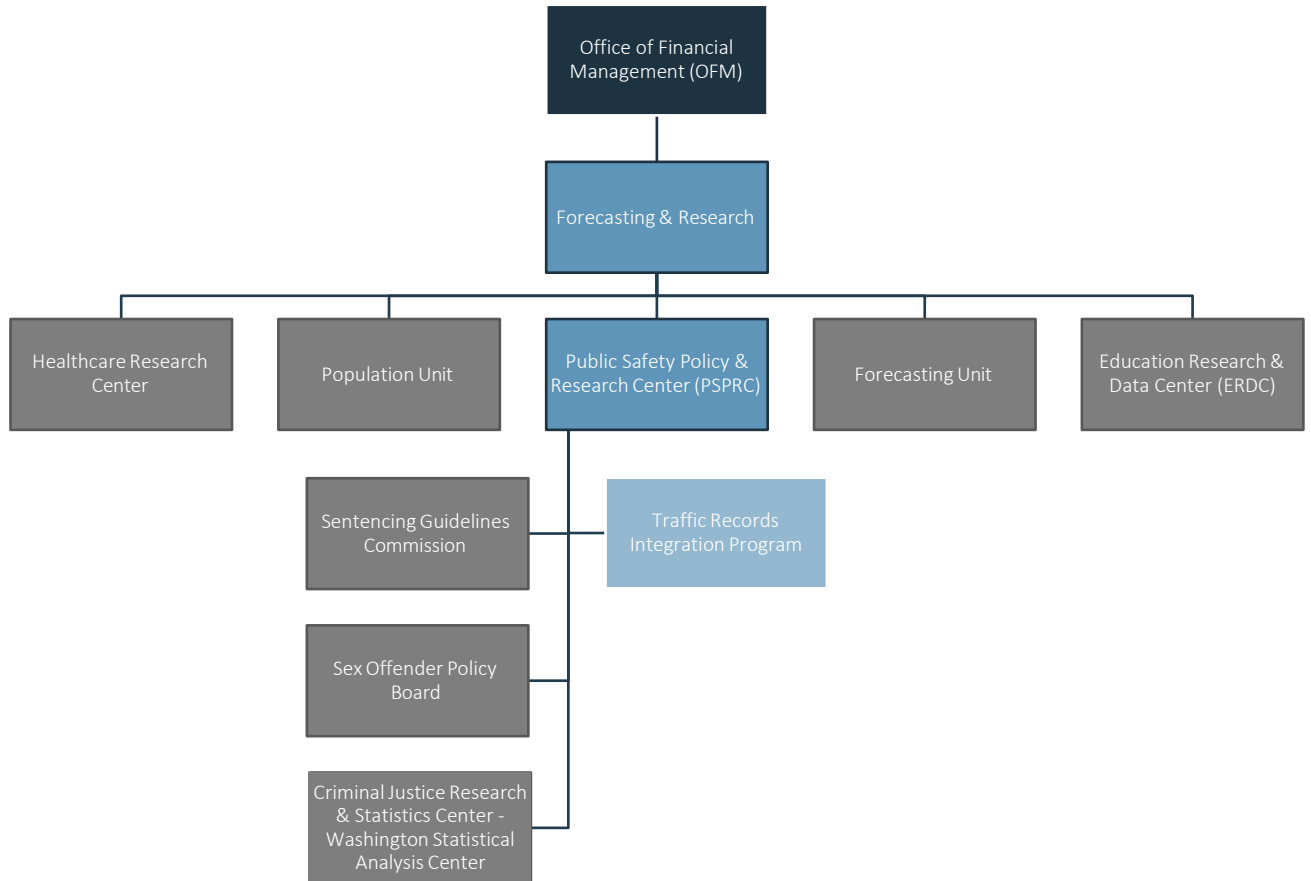 Office of Financial
Management (OFM)
Forecasting & Research
Healthcare Research
Center
Population Unit
Public Safety Policy &
Research Center (PSPRC)
Forecasting Unit
Education Research &
Data Center (ERDC)
Sentencing Guidelines
Commission
Traffic Records
Integration Program
Sex Offender Policy
Board
Criminal Justice Research
& Statistics Center -
Washington Statistical
Analysis Center